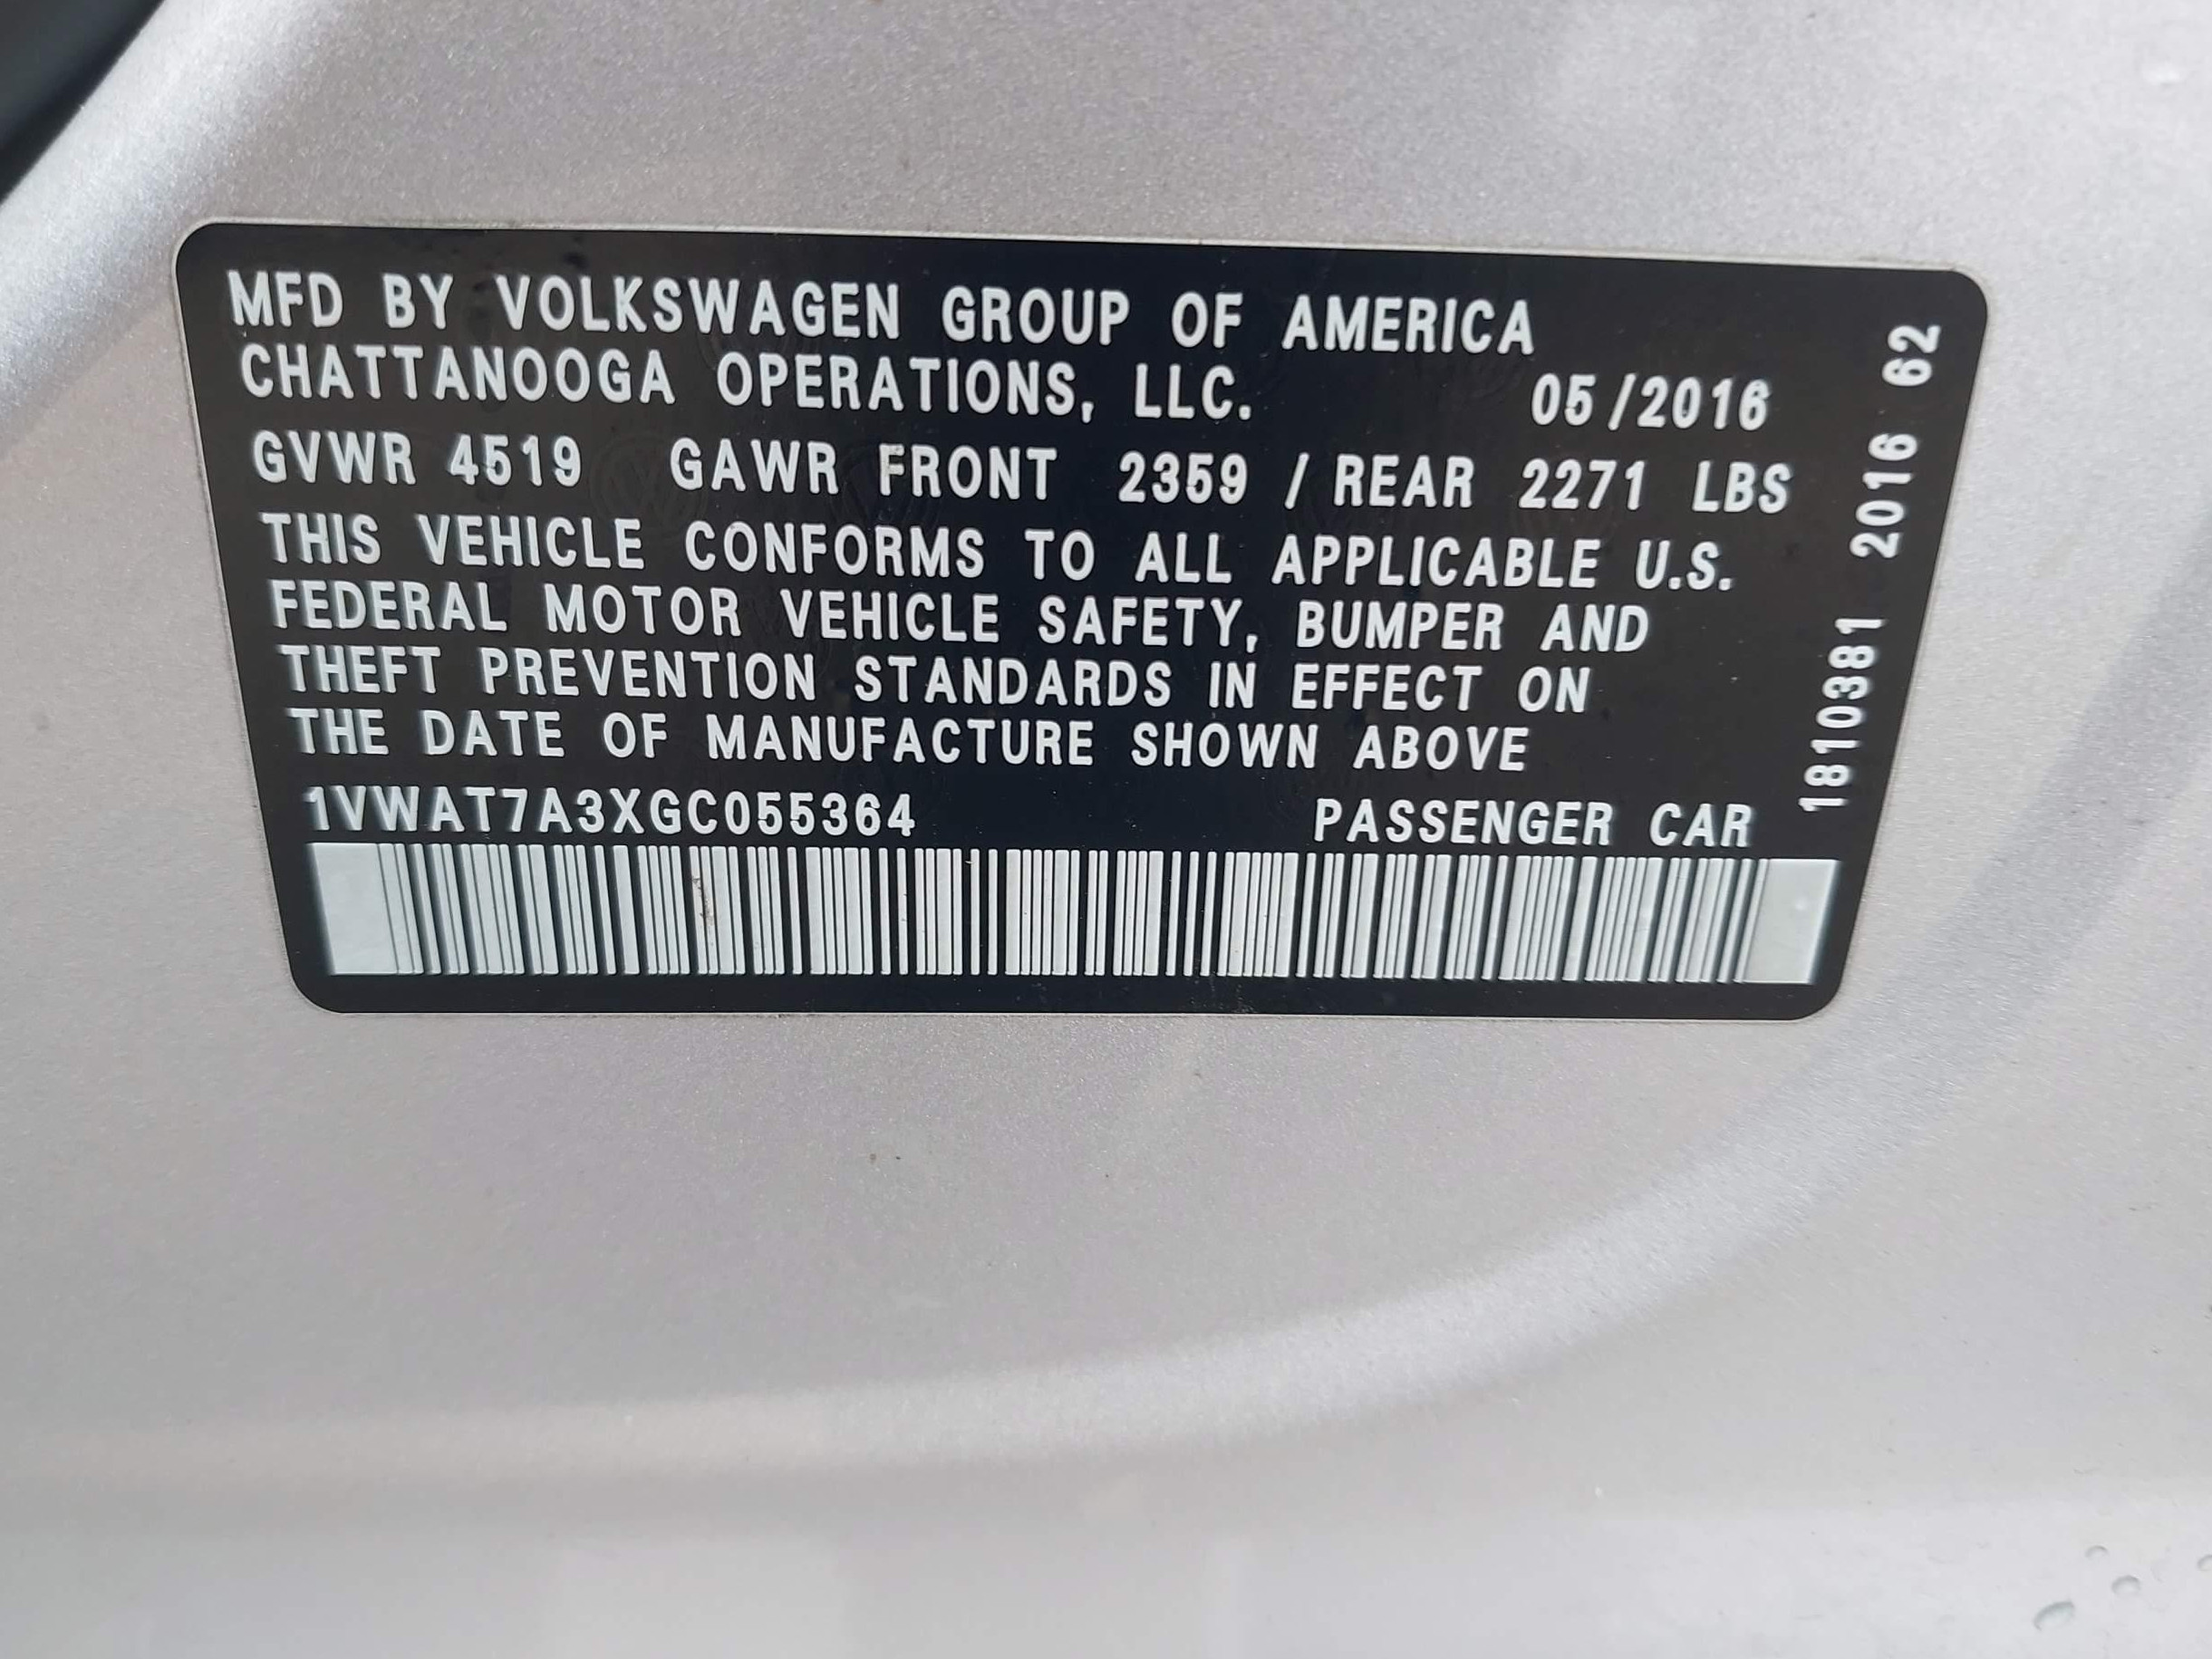 MFD BY VOLKSWAGEN GROUP OF AMERICA
CHATTANOOGA OPERATIONS, LLC. 05/2016
GVWR 4519 GAWR FRONT 2359 / REAR 2271 LBS
THIS VEHICLE CONFORMS TO ALL APPLICABLE U.S.
FEDERAL MOTOR VEHICLE SAFETY, BUMPER AND
THEFT PREVENTION STANDARDS IN EFFECT ON
THE DATE OF MANUFACTURE SHOWN ABOVE
1VWAT7A3XGC055364 PASSENGER CAR
1810381 2016 62